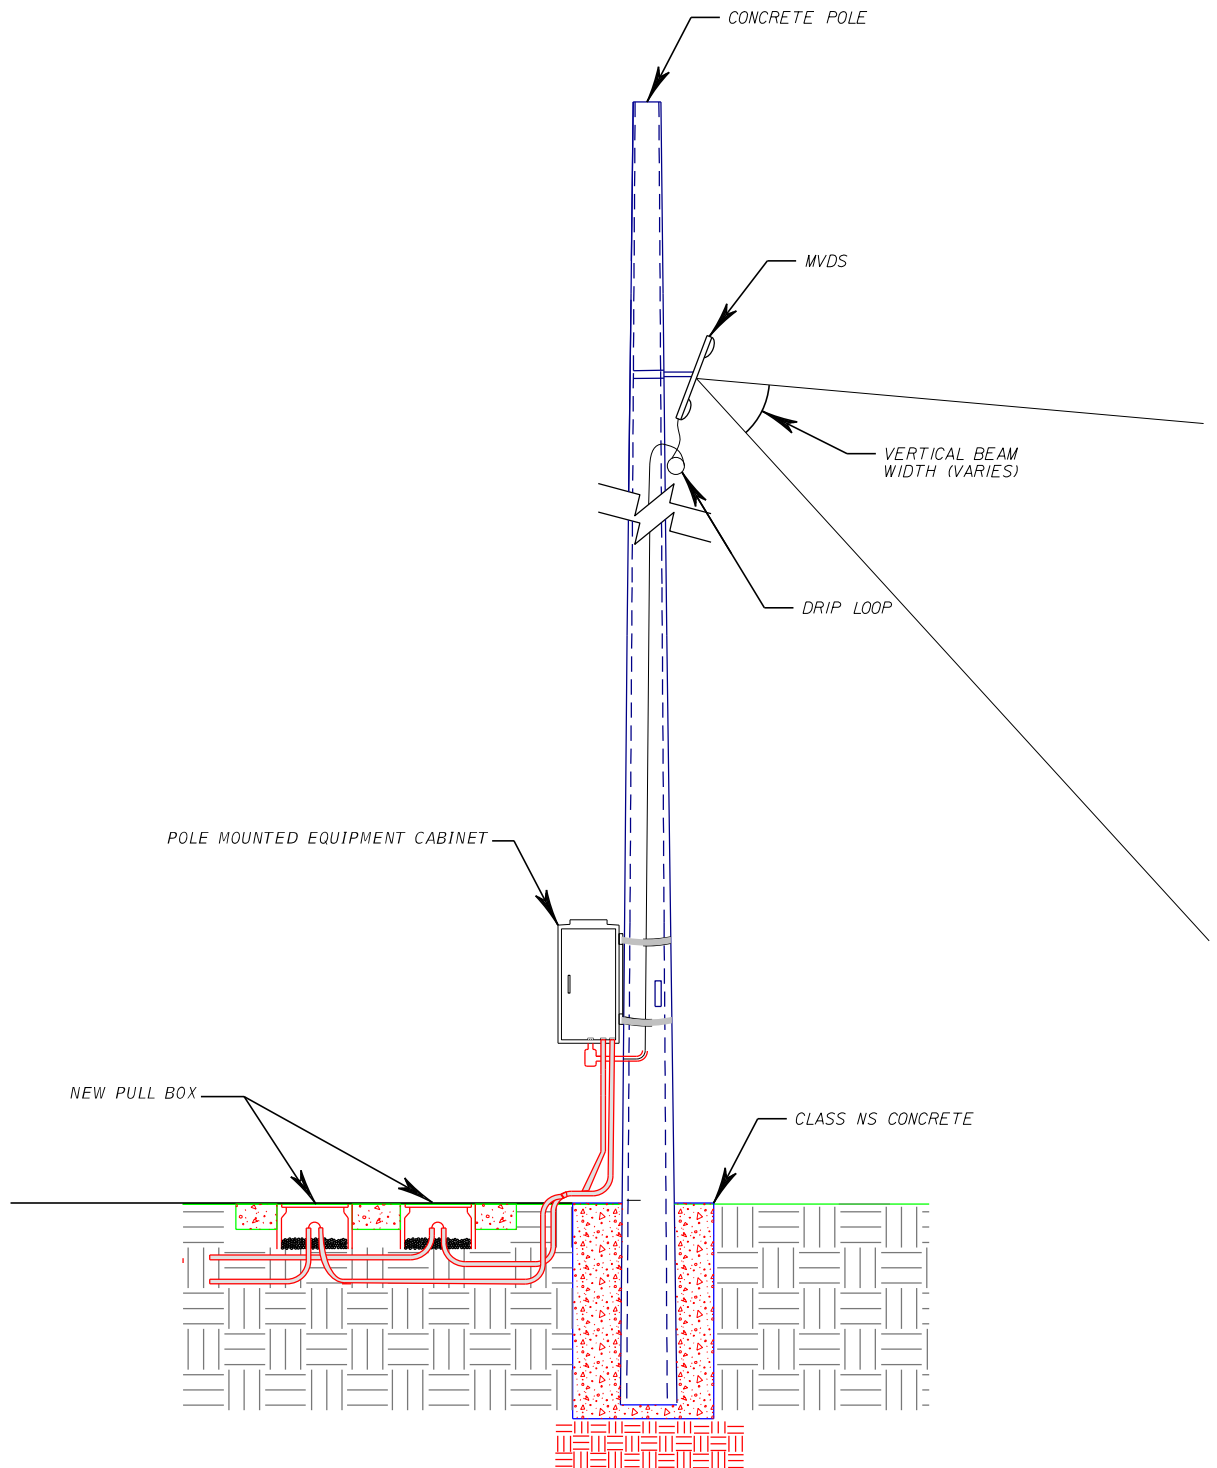 CONCRETE POLE
MVDS
VERTICAL BEAM
WIDTH (VARIES)
DRIP LOOP
POLE MOUNTED EQUIPMENT CABINET
NEW PULL BOX
CLASS NS CONCRETE